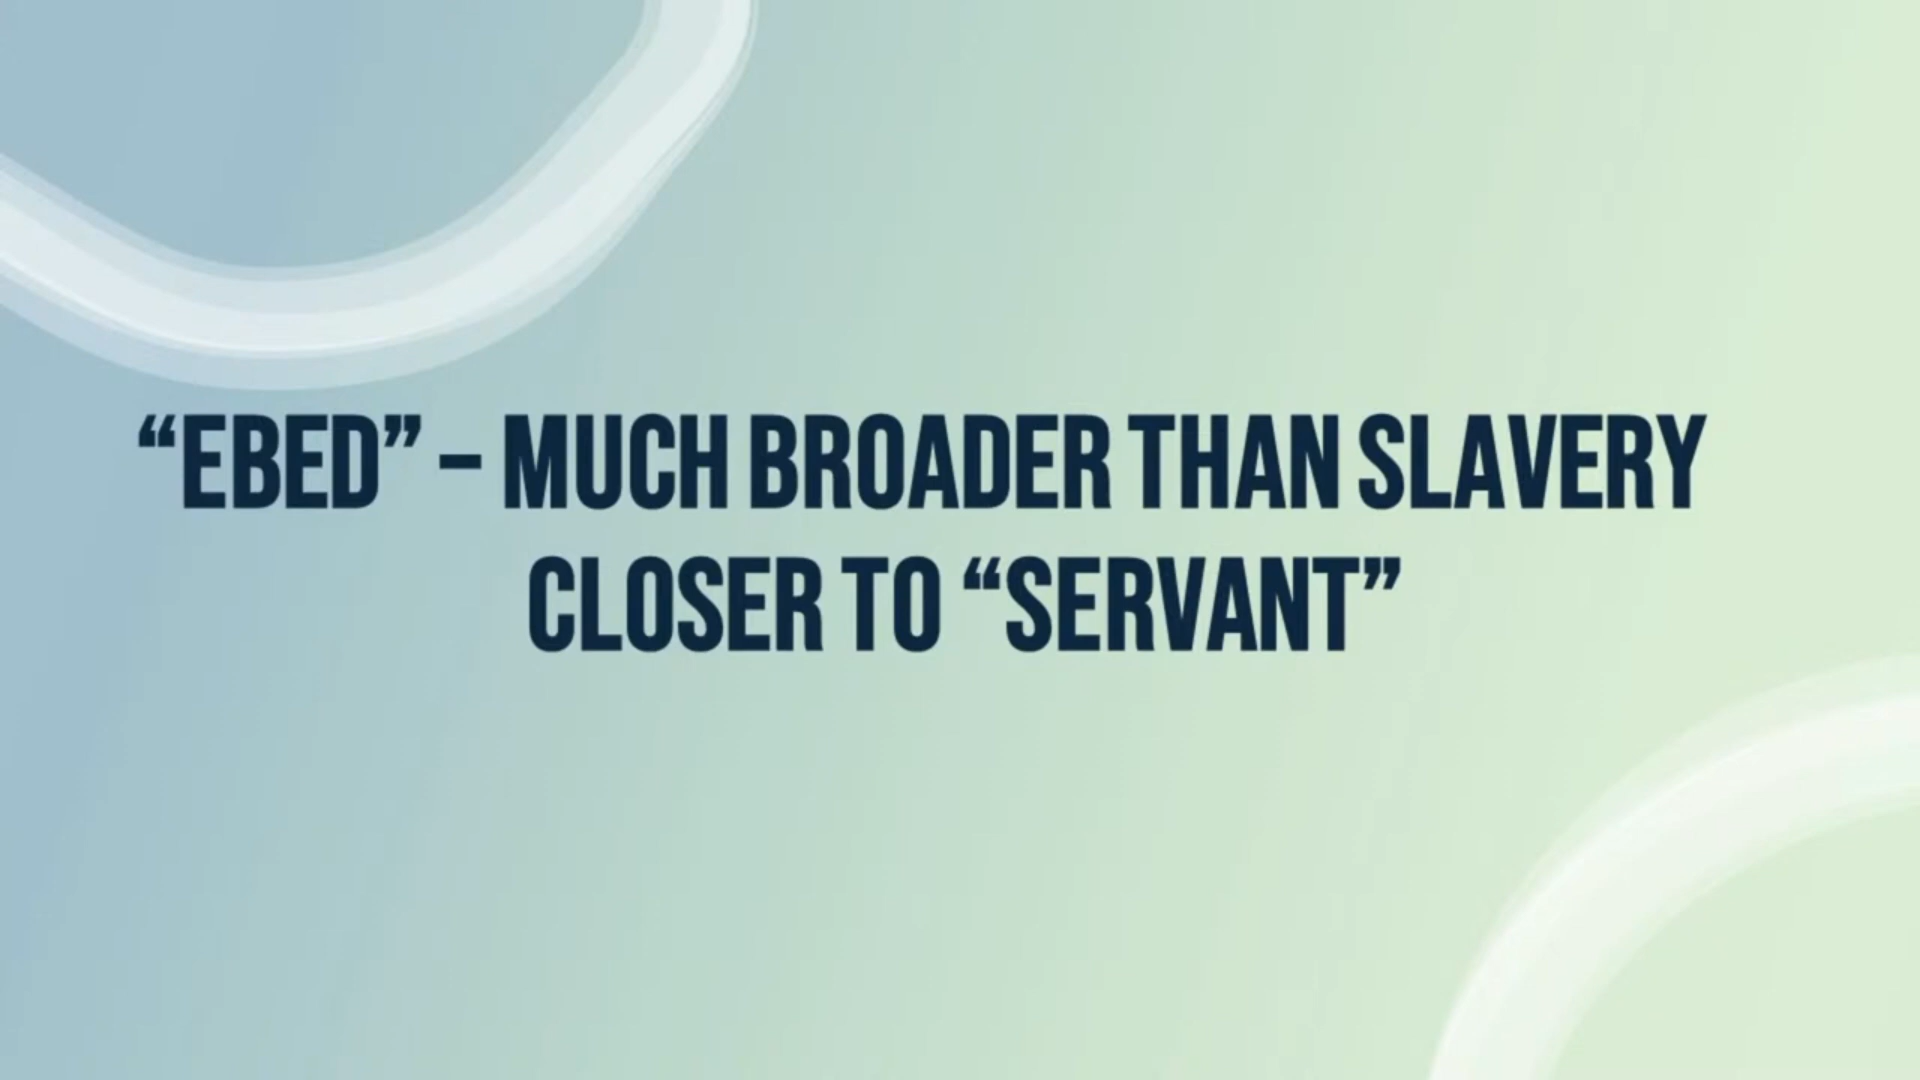 “EBED” – MUCH BROADER THAN SLAVERY
CLOSER TO “SERVANT”